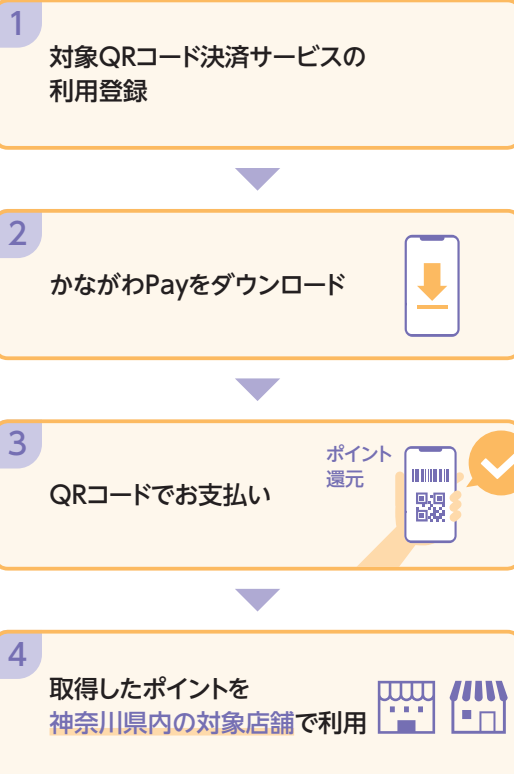 1
対象QRコード決済サービスの
利用登録
2
かながわPayをダウンロード
3
QRコードでお支払い
ポイント
還元
4
取得したポイントを
神奈川県内の対象店舗で利用